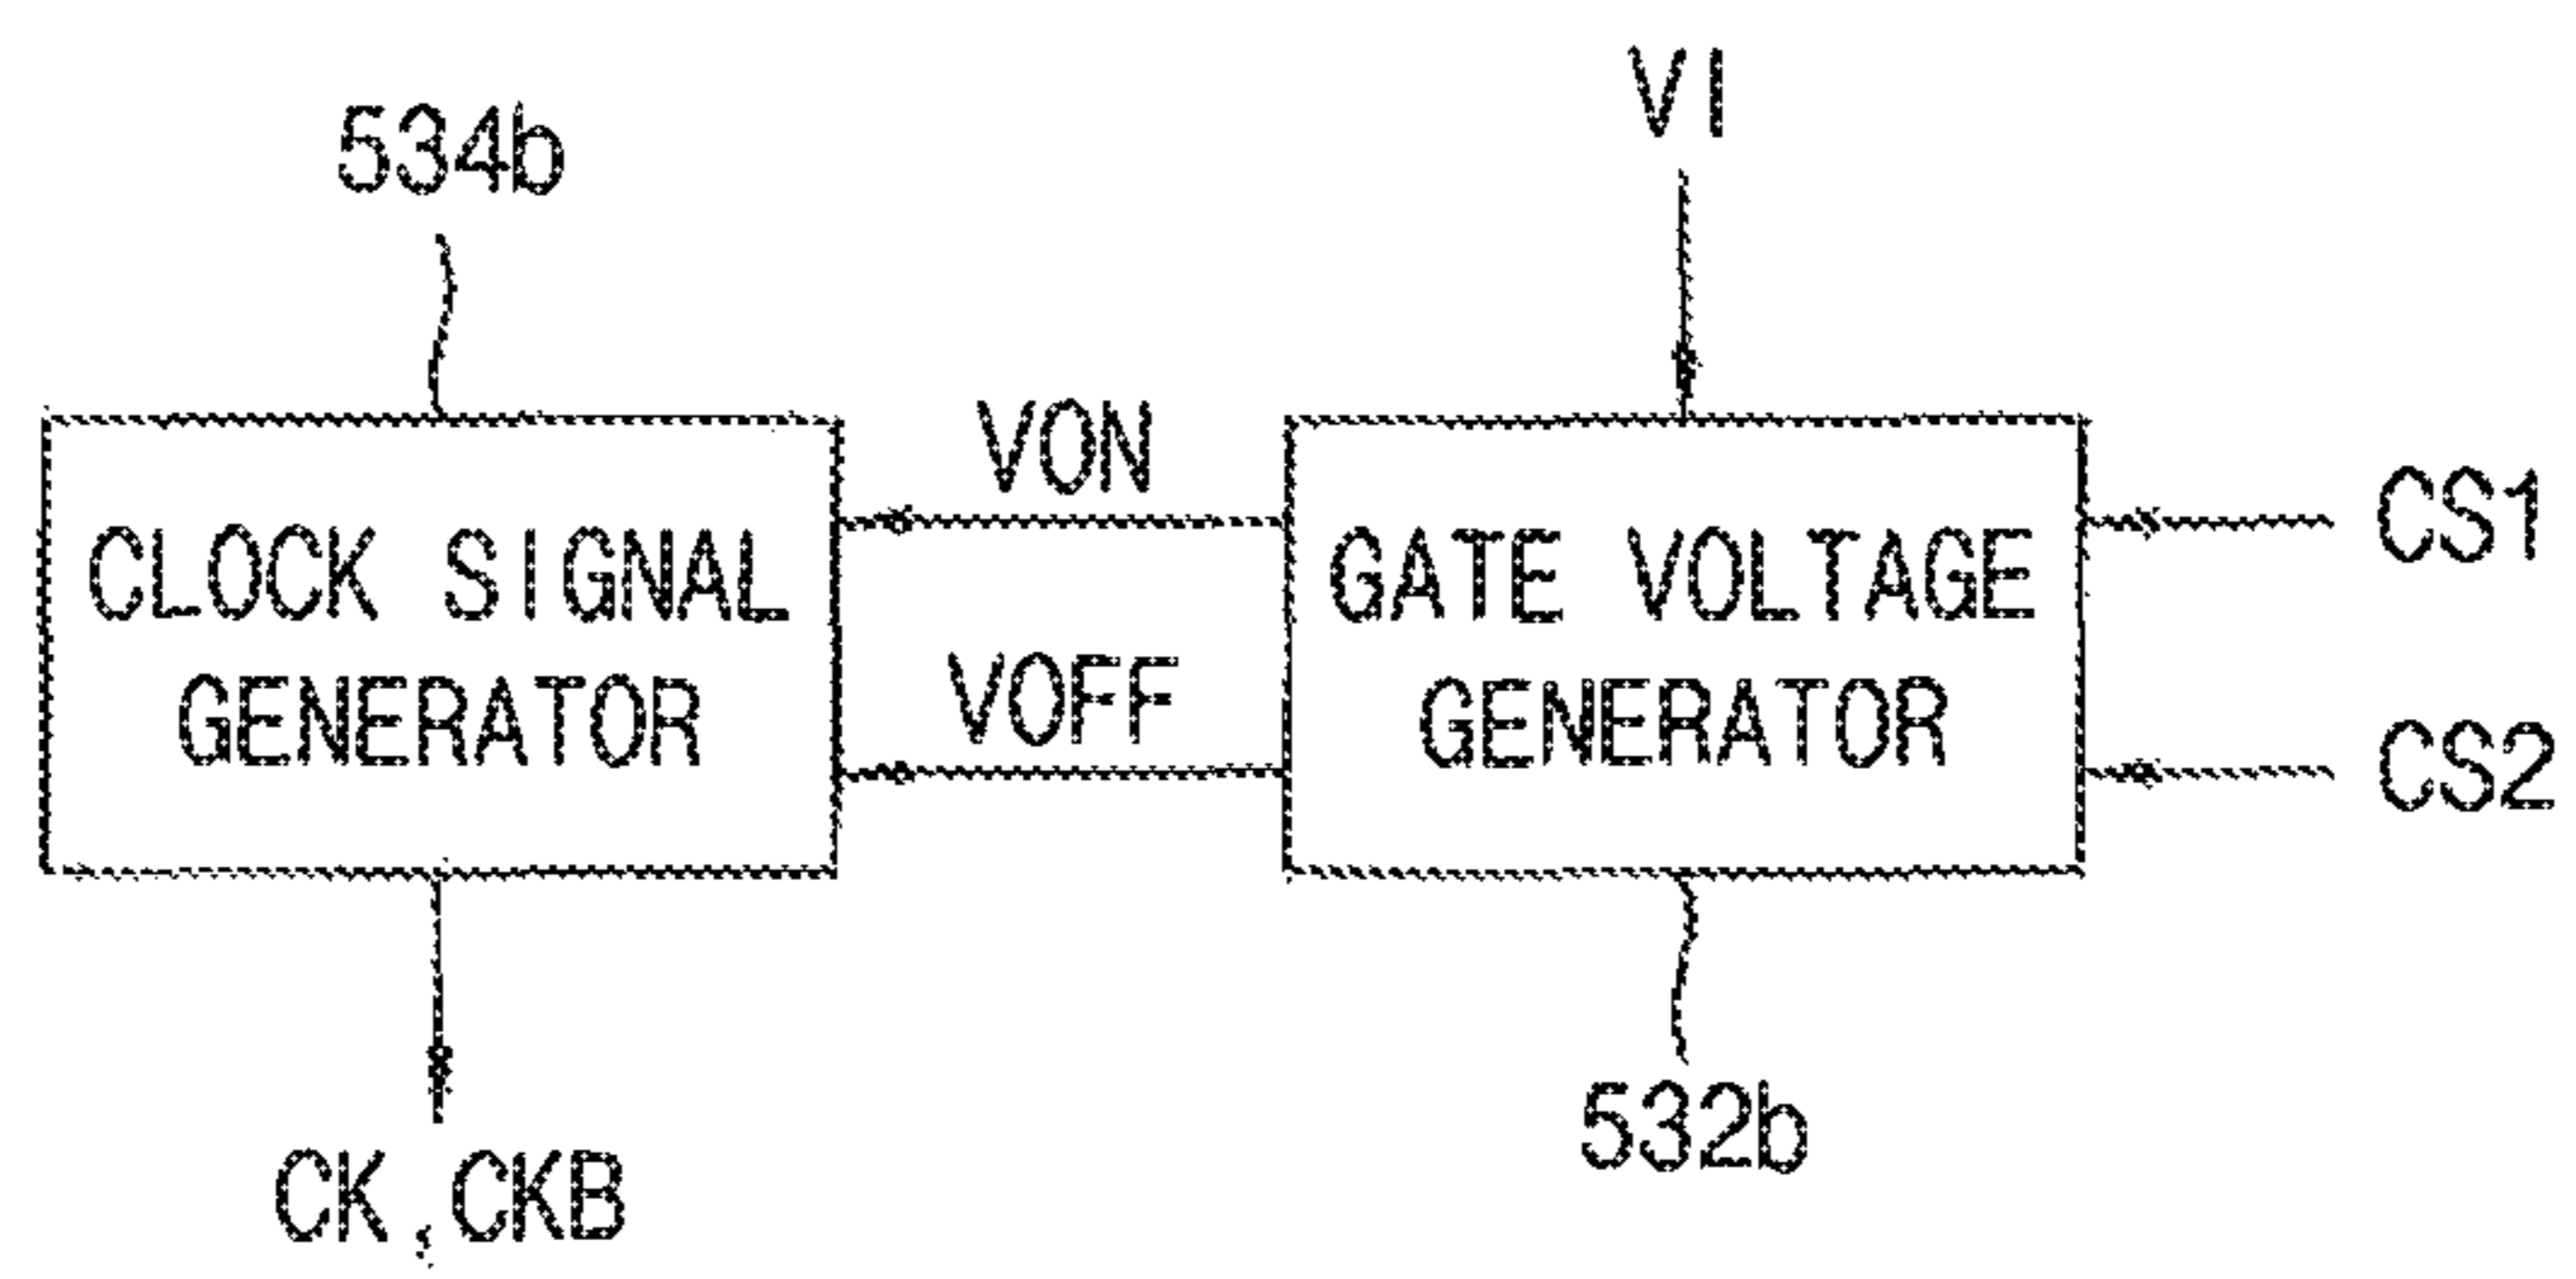 534b
VI
VON
CLOCK SIGNAL
GENERATOR
VOFF
GATE VOLTAGE
GENERATOR
CS1
CS2
CK,CKB
532b